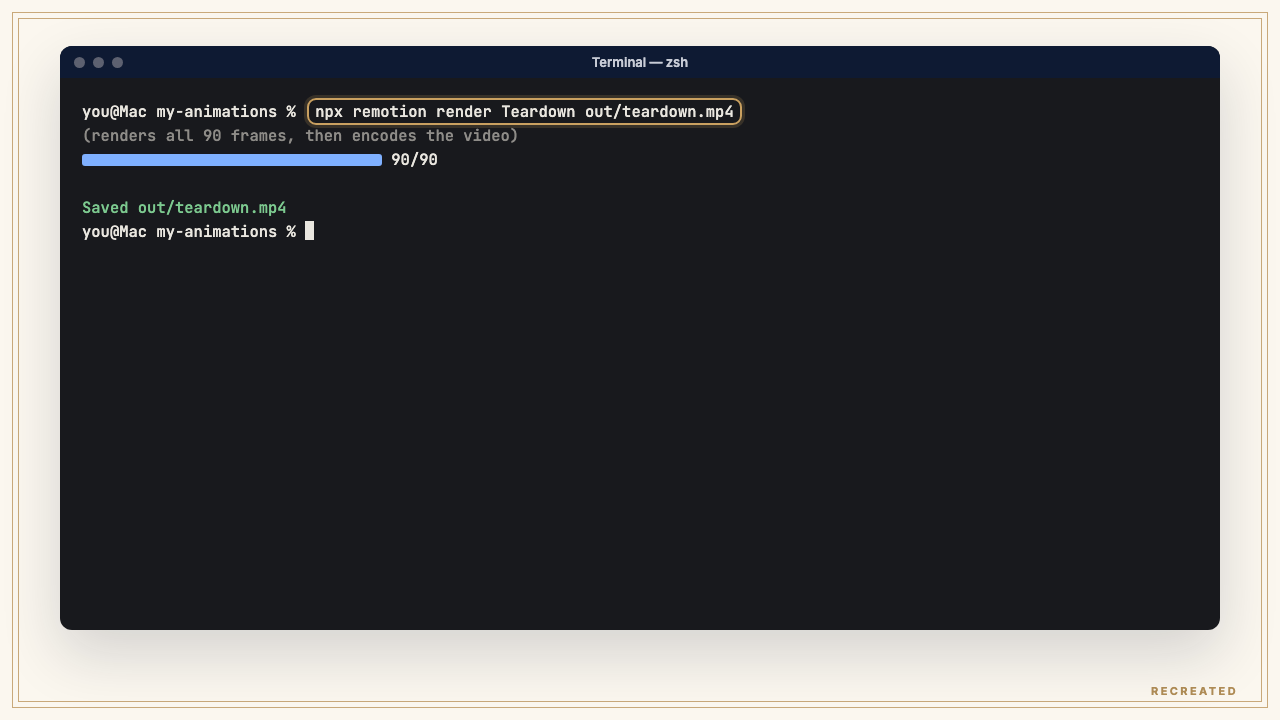 Terminal — zsh
you@Mac my-animations % npx remotion render Teardown out/teardown.mp4
(renders all 90 frames, then encodes the video)
90/90
Saved out/teardown.mp4
you@Mac my-animations %
RECREATED